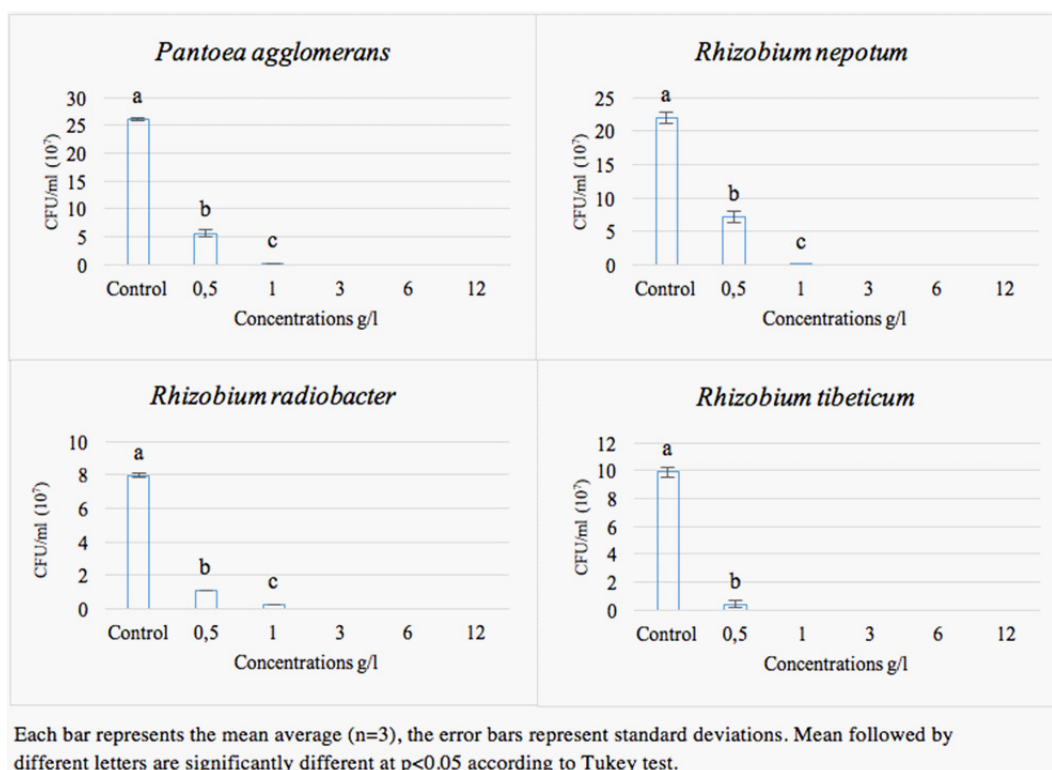 Pantoea agglomerans
a
30
25
20
15
10
5
0
b
c
CFU/ml (10⁷)
Control 0,5 1 3 6 12
Concentrations g/l
Rhizobium nepotum
a
25
20
15
10
5
0
b
c
CFU/ml (10⁷)
Control 0,5 1 3 6 12
Concentrations g/l
Rhizobium radiobacter
a
10
8
6
4
2
0
b
c
CFU/ml (10⁷)
Control 0,5 1 3 6 12
Concentrations g/l
Rhizobium tibeticum
a
12
10
8
6
4
2
0
b
CFU/ml (10⁷)
Control 0,5 1 3 6 12
Concentrations g/l
Each bar represents the mean average (n=3), the error bars represent standard deviations. Mean followed by
different letters are significantly different at p<0.05 according to Tukey test.